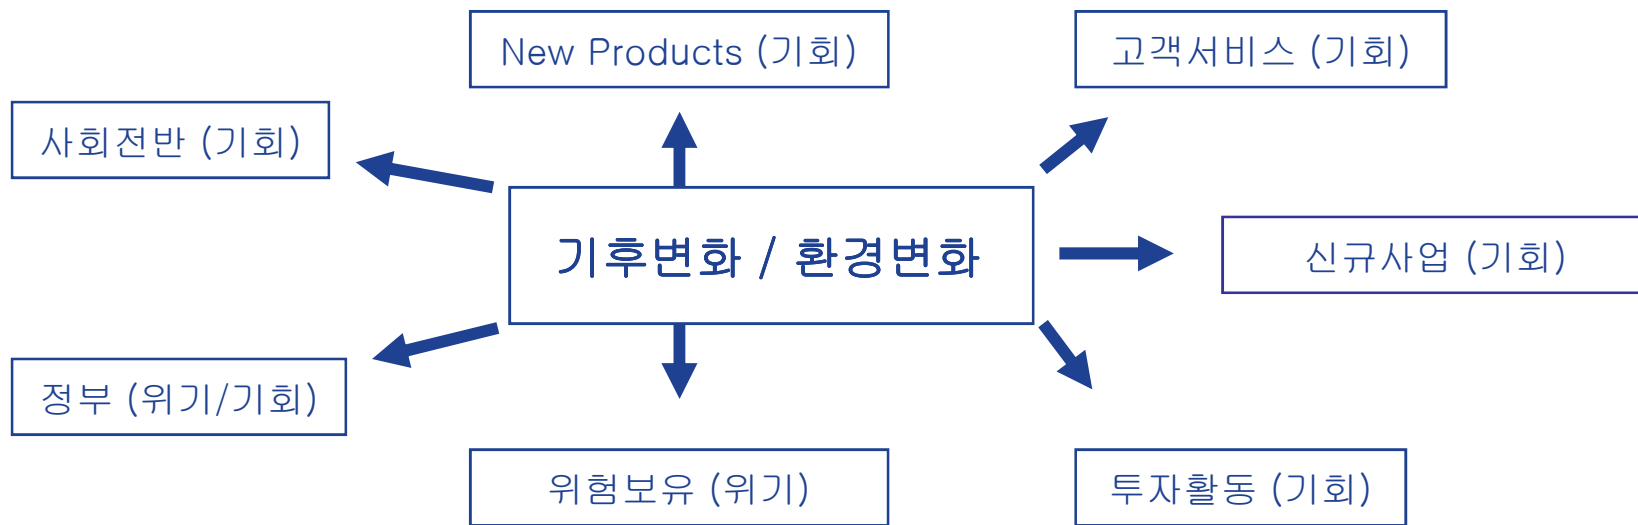 New Products (기회)
고객서비스 (기회)
사회전반 (기회)
기후변화 / 환경변화
신규사업 (기회)
정부 (위기/기회)
위험보유 (위기)
투자활동 (기회)